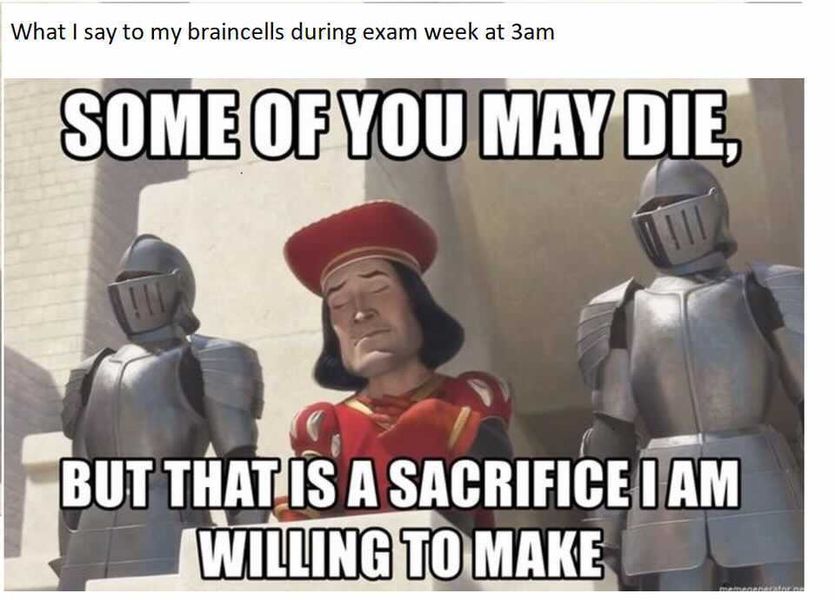 What I say to my braincells during exam week at 3am
SOME OF YOU MAY DIE,
BUT THAT IS A SACRIFICE I AM
WILLING TO MAKE